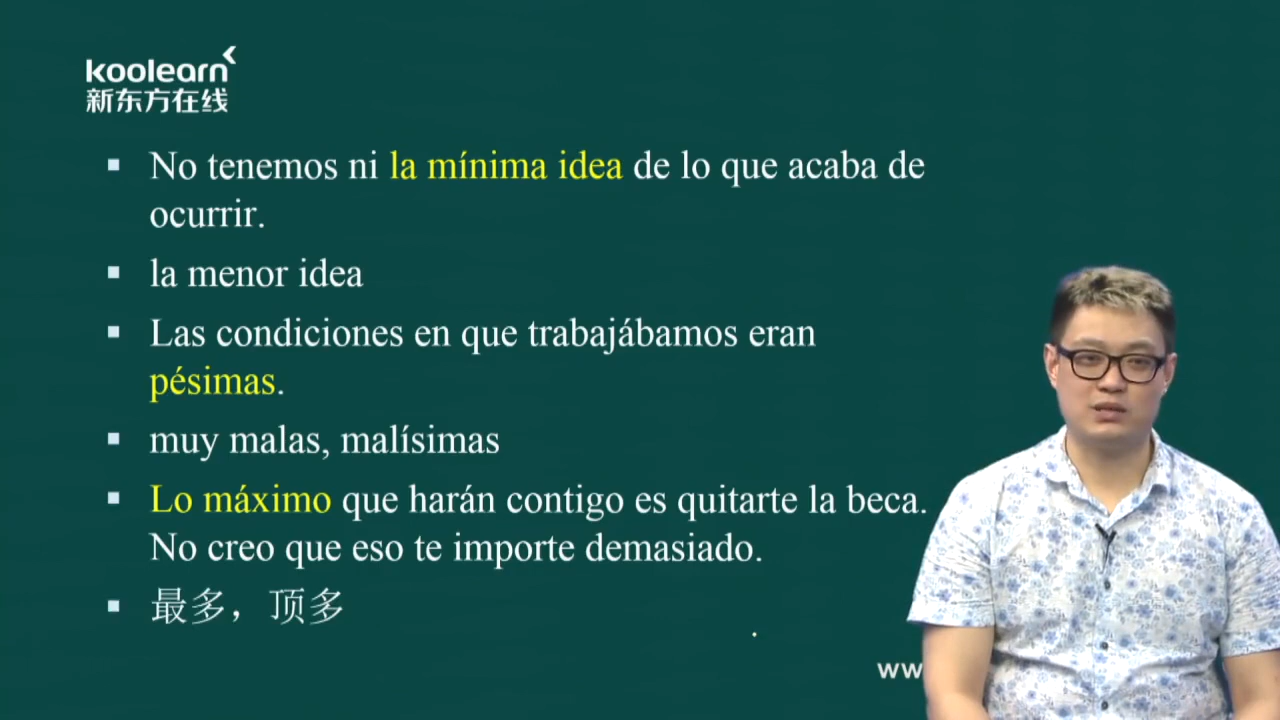 koolearn
新东方在线
▪ No tenemos ni la mínima idea de lo que acaba de
ocurrir.
▪ la menor idea
▪ Las condiciones en que trabajábamos eran
pésimas.
▪ muy malas, malísimas
▪ Lo máximo que harán contigo es quitarte la beca.
No creo que eso te importe demasiado.
▪ 最多，顶多